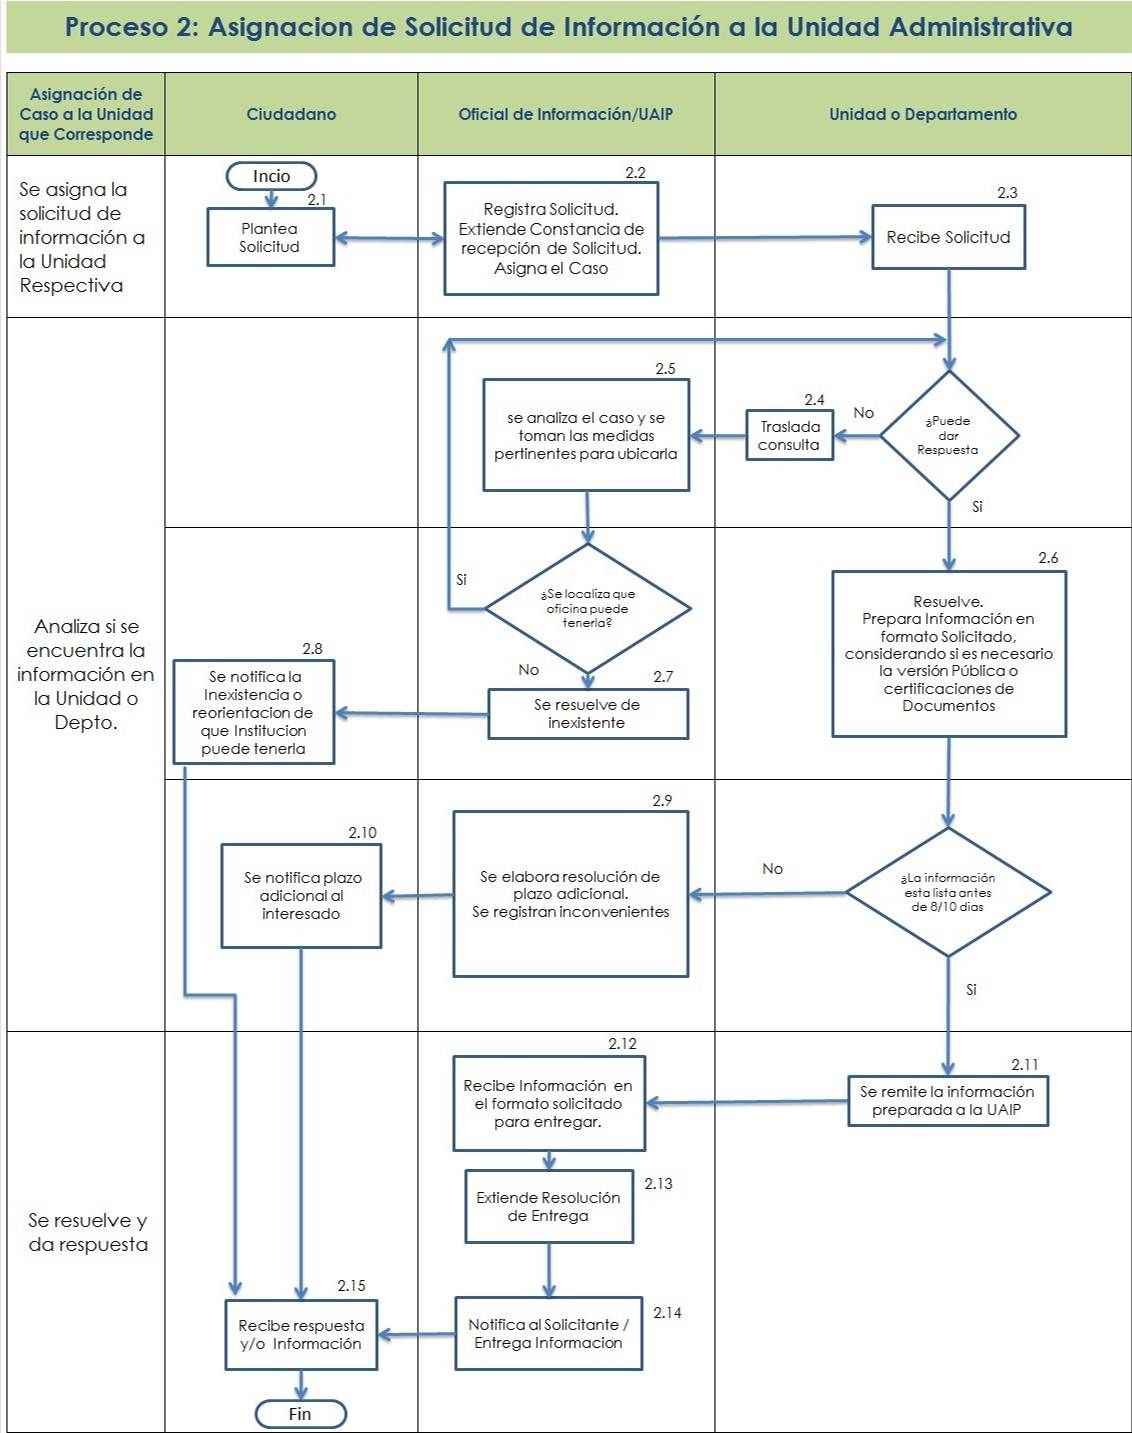 Proceso 2: Asignacion de Solicitud de Información a la Unidad Administrativa
Asignación de
Caso a la Unidad
que Corresponde
Ciudadano
Oficial de Información/UAIP
Unidad o Departamento
Se asigna la
solicitud de
información a
la Unidad
Respectiva
Incio
2.1
Plantea
Solicitud
2.2
Registra Solicitud.
Extiende Constancia de
recepción de Solicitud.
Asigna el Caso
2.3
Recibe Solicitud
Analiza si se
encuentra la
información en
la Unidad o
Depto.
2.5
se analiza el caso y se
toman las medidas
pertinentes para ubicarla
2.4
Traslada
consulta
No
¿Puede
dar
Respuesta
Si
Si
¿Se localiza que
oficina puede
tenerla?
No
2.6
Resuelve.
Prepara Información en
formato Solicitado,
considerando si es necesario
la versión Pública o
certificaciones de
Documentos
2.8
Se notifica la
Inexistencia o
reorientacion de
que Institucion
puede tenerla
2.7
Se resuelve de
inexistente
2.10
Se notifica plazo
adicional al
interesado
2.9
Se elabora resolución de
plazo adicional.
Se registran inconvenientes
No
¿La información
esta lista antes
de 8/10 dias
Si
Se resuelve y
da respuesta
2.12
Recibe Información en
el formato solicitado
para entregar.
2.11
Se remite la información
preparada a la UAIP
2.13
Extiende Resolución
de Entrega
2.15
Recibe respuesta
y/o Información
2.14
Notifica al Solicitante /
Entrega Informacion
Fin